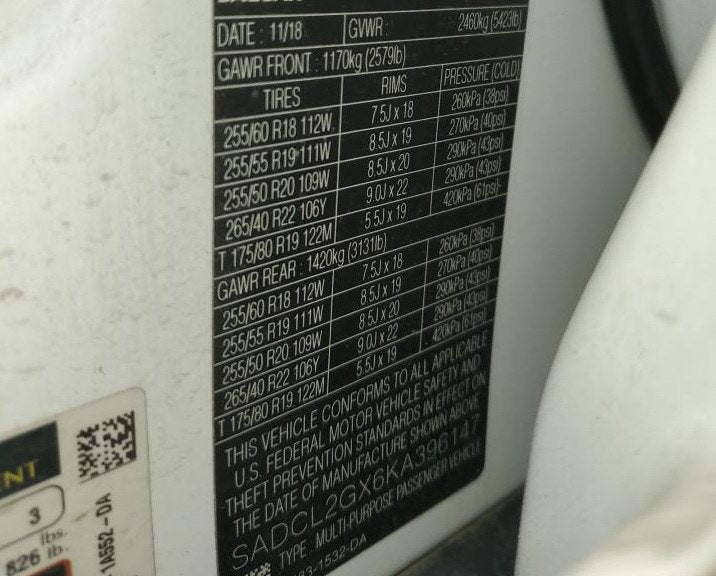 DATE : 11/18 GVWR : 2460kg (5423lb)
GAWR FRONT : 1170kg (2579lb)
TIRES RIMS PRESSURE (COLD)
255/60 R18 112W 7.5J x 18 260kPa (38psi)
255/55 R19 111W 8.5J x 19 270kPa (40psi)
255/50 R20 109W 8.5J x 20 290kPa (43psi)
265/40 R22 106Y 9.0J x 22 290kPa (43psi)
T 175/80 R19 122M 5.5J x 19 420kPa (61psi)
GAWR REAR : 1420kg (3131lb)
255/60 R18 112W 7.5J x 18 260kPa (38psi)
255/55 R19 111W 8.5J x 19 270kPa (40psi)
255/50 R20 109W 8.5J x 20 290kPa (43psi)
265/40 R22 106Y 9.0J x 22 290kPa (43psi)
T 175/80 R19 122M 5.5J x 19 420kPa (61psi)
THIS VEHICLE CONFORMS TO ALL APPLICABLE
U.S. FEDERAL MOTOR VEHICLE SAFETY AND
THEFT PREVENTION STANDARDS IN EFFECT ON
THE DATE OF MANUFACTURE SHOWN ABOVE
SADCL2GX6KA396147
TYPE : MULTI-PURPOSE PASSENGER VEHICLE
-1532-DA
ENT
3
lbs.
826 lb.
1A552-DA